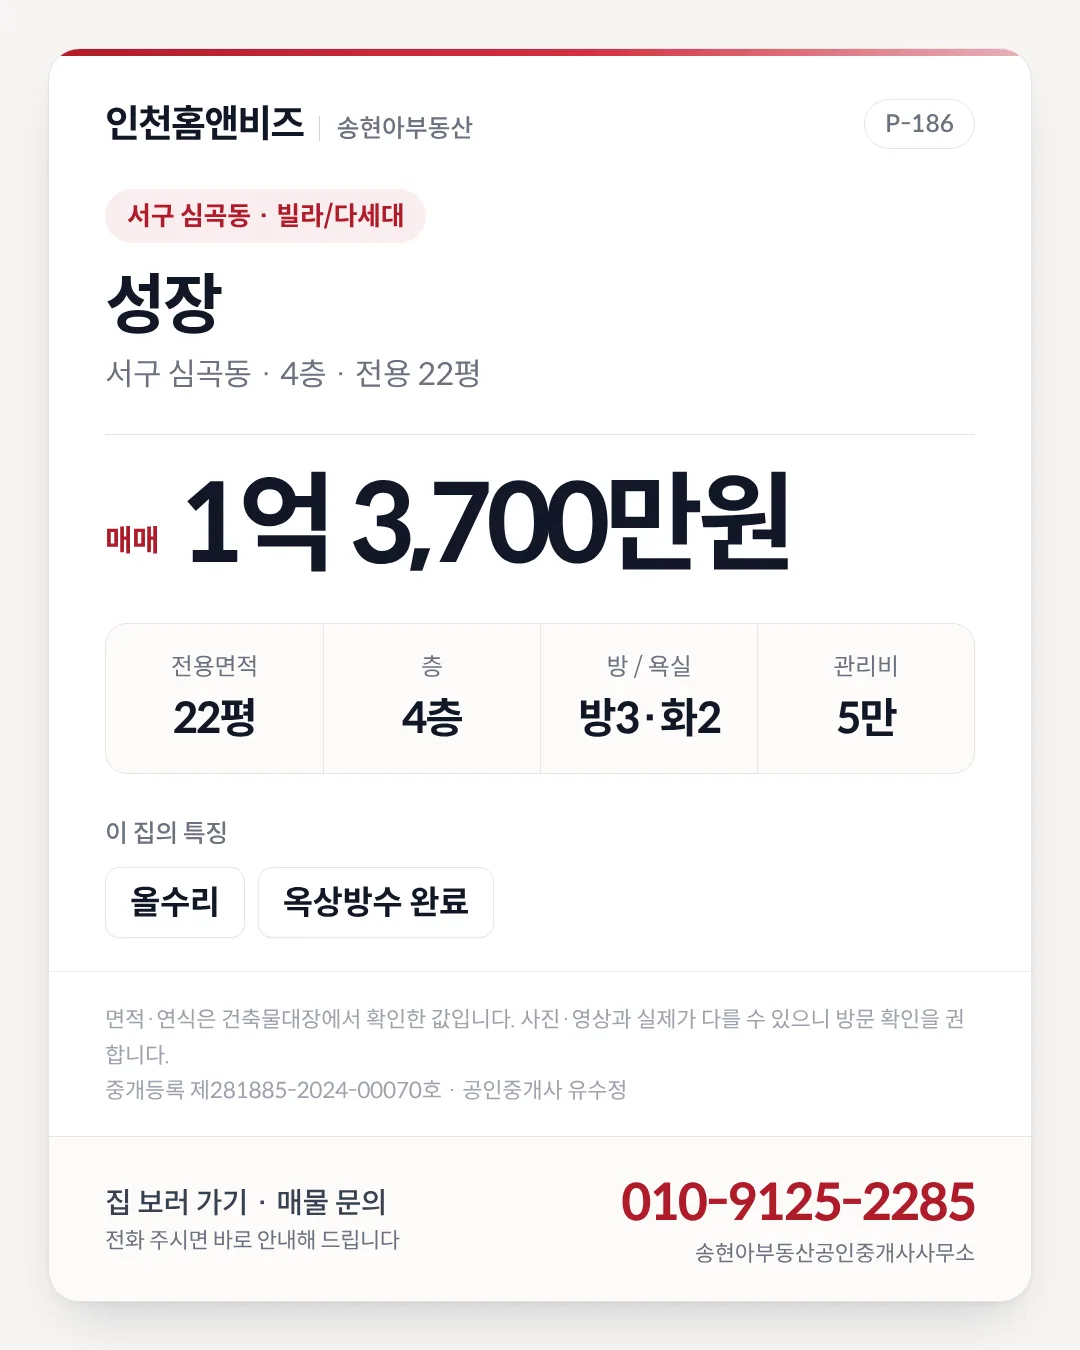 인천홈앤비즈 송현아부동산 P-186
서구 심곡동 · 빌라/다세대
성장
서구 심곡동 · 4층 · 전용 22평
매매 1억 3,700만원
전용면적 층 방 / 욕실 관리비
22평 4층 방3·화2 5만
이 집의 특징
올수리 옥상방수 완료
면적·연식은 건축물대장에서 확인한 값입니다. 사진·영상과 실제가 다를 수 있으니 방문 확인을 권
합니다.
중개등록 제281885-2024-00070호 · 공인중개사 유수정
집 보러 가기 · 매물 문의 010-9125-2285
전화 주시면 바로 안내해 드립니다 송현아부동산공인중개사사무소